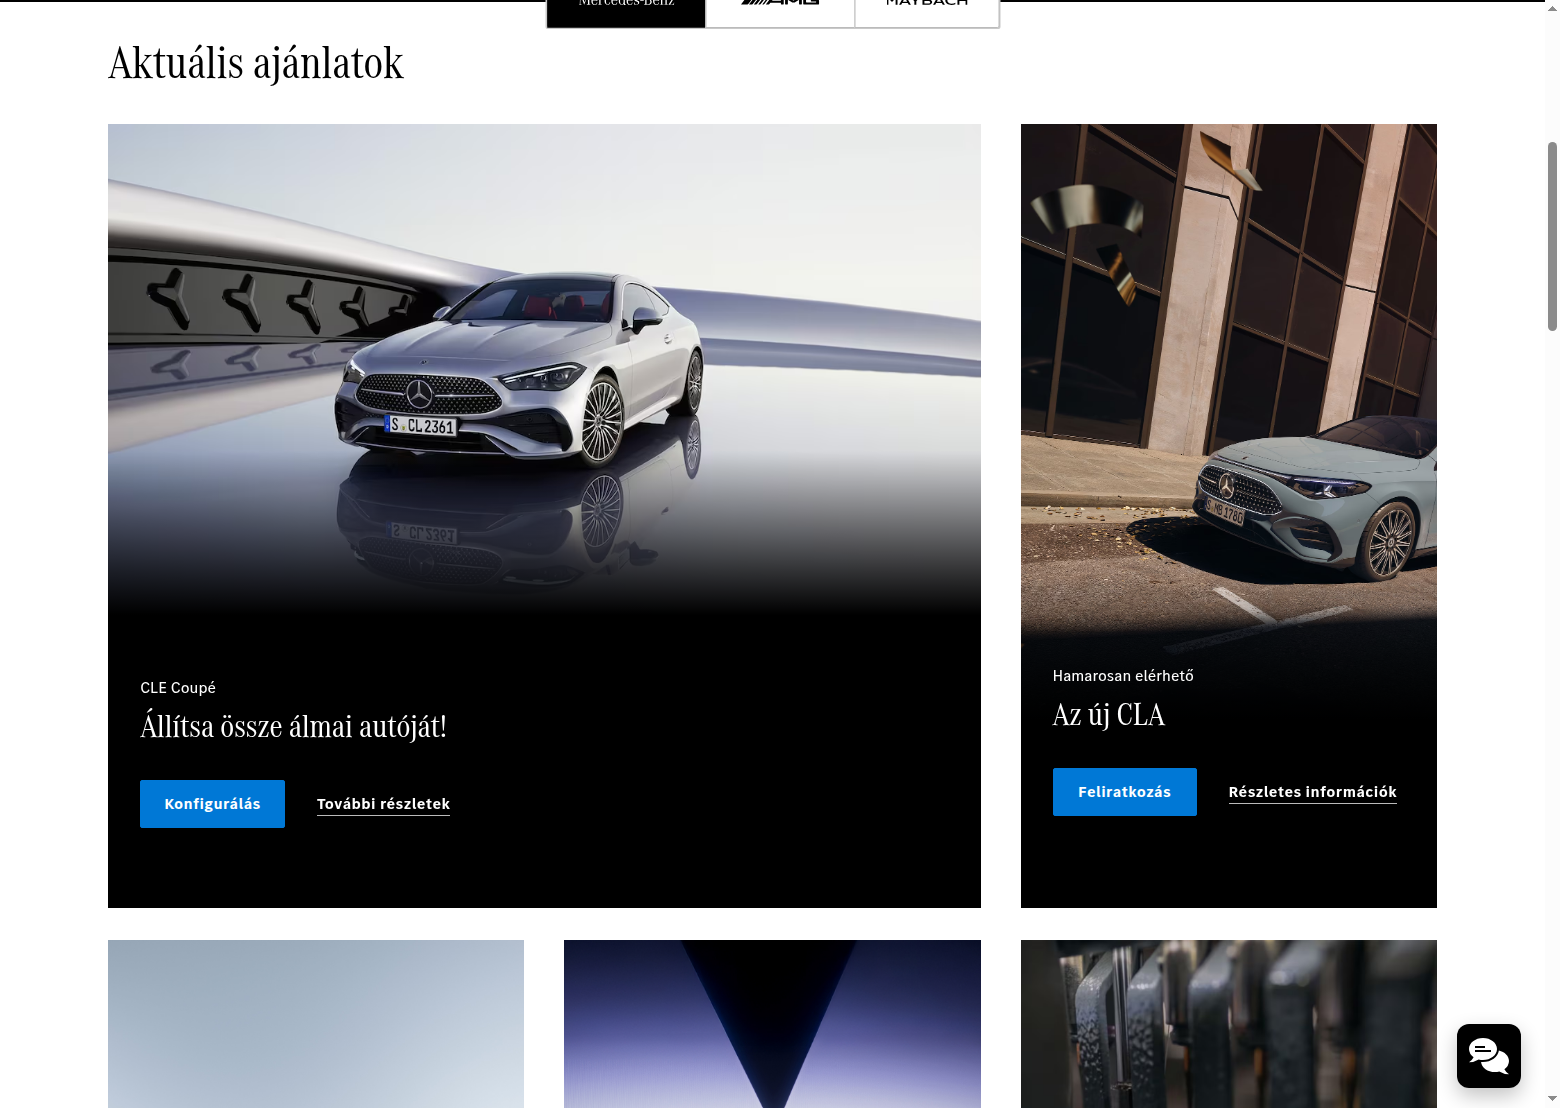 Mercedes-Benz
AMG
MAYBACH
Aktuális ajánlatok
S CL 2361
S MB 1780
CLE Coupé
Állítsa össze álmai autóját!
Konfigurálás
További részletek
Hamarosan elérhető
Az új CLA
Feliratkozás
Részletes információk